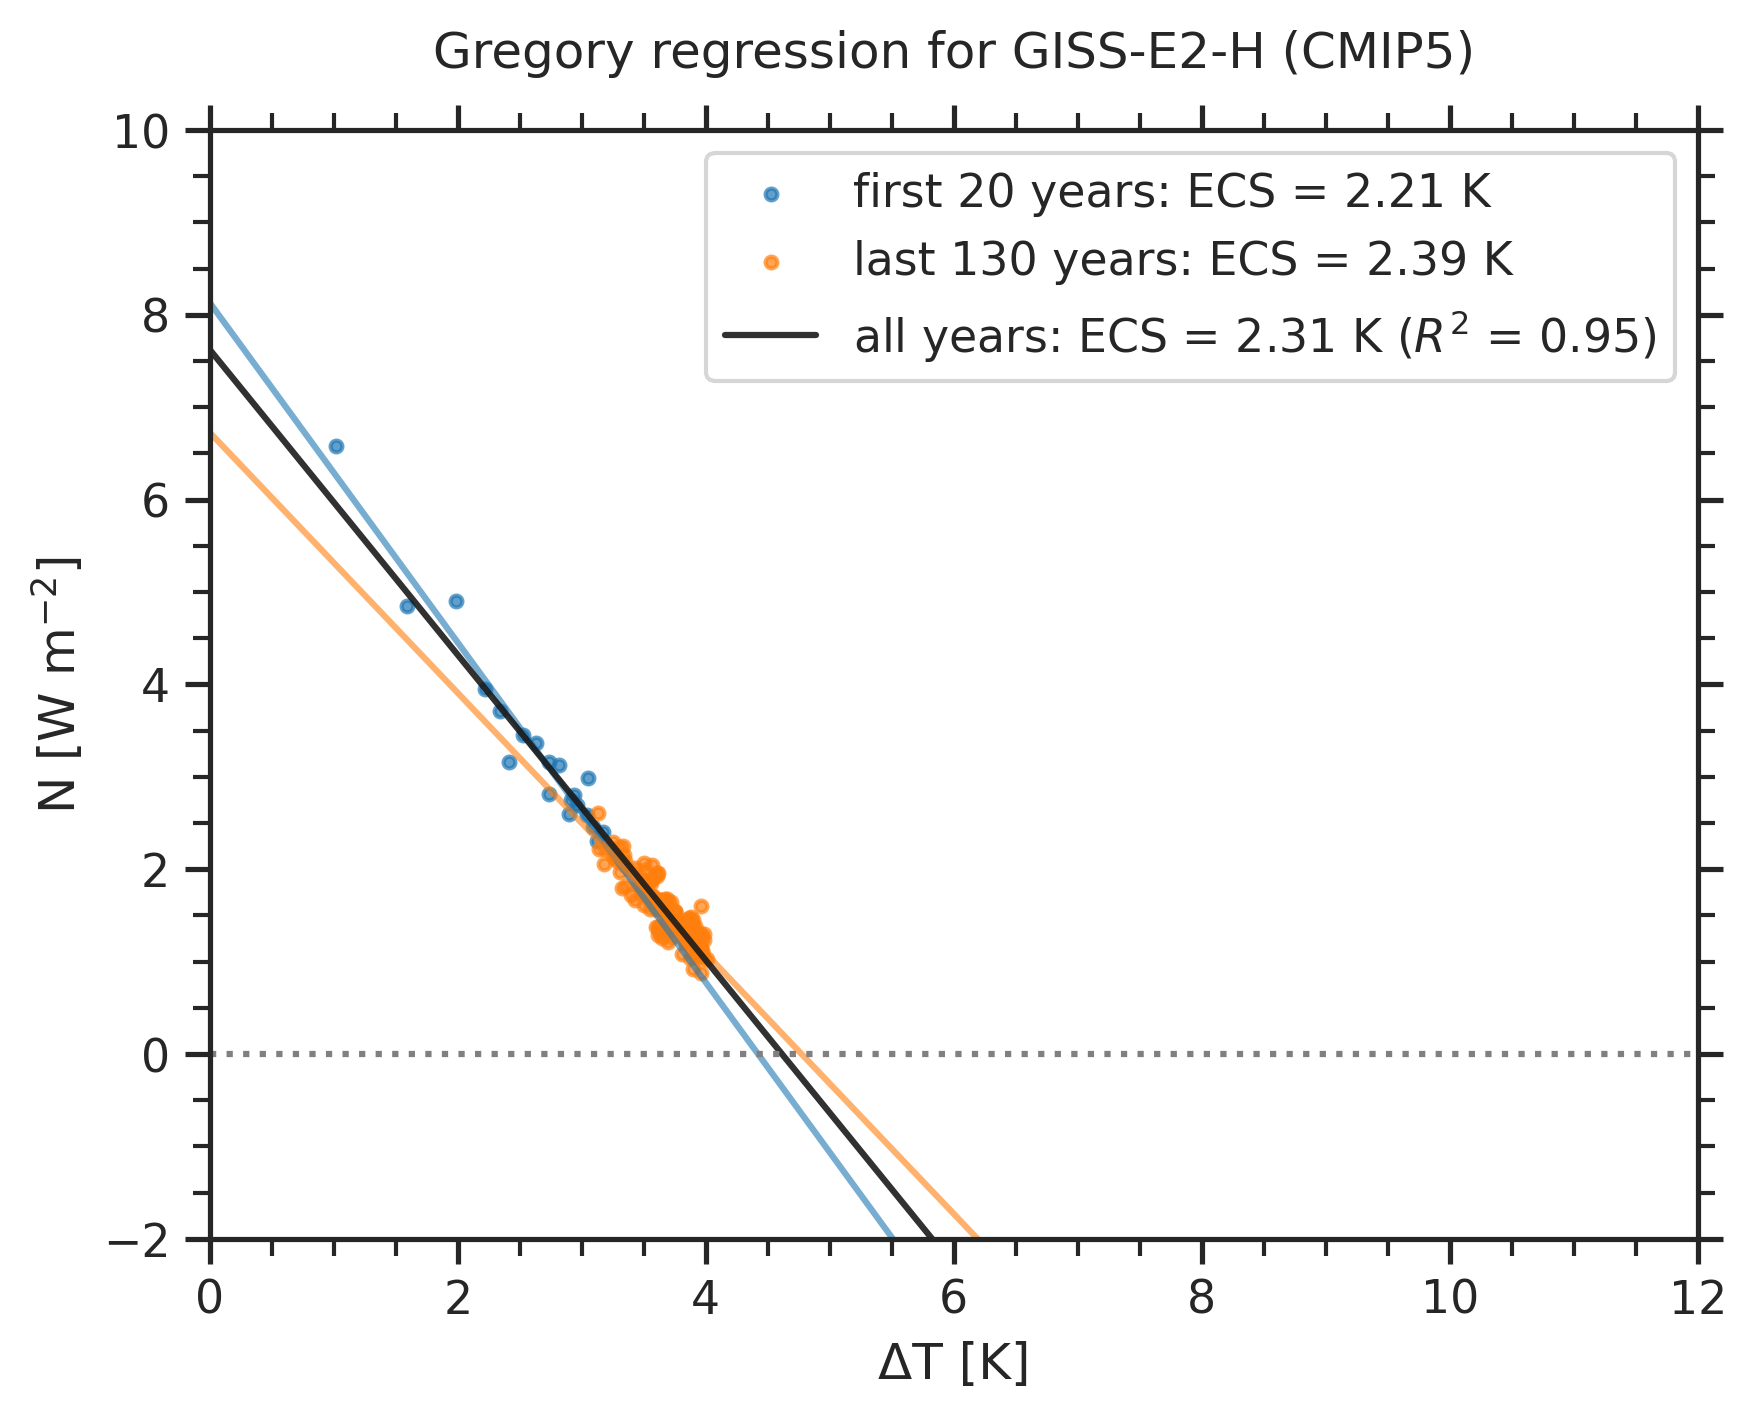 Gregory regression for GISS-E2-H (CMIP5)
first 20 years: ECS = 2.21 K
last 130 years: ECS = 2.39 K
all years: ECS = 2.31 K (R² = 0.95)
N [W m⁻²]
10
8
6
4
2
0
−2
0 2 4 6 8 10 12
ΔT [K]